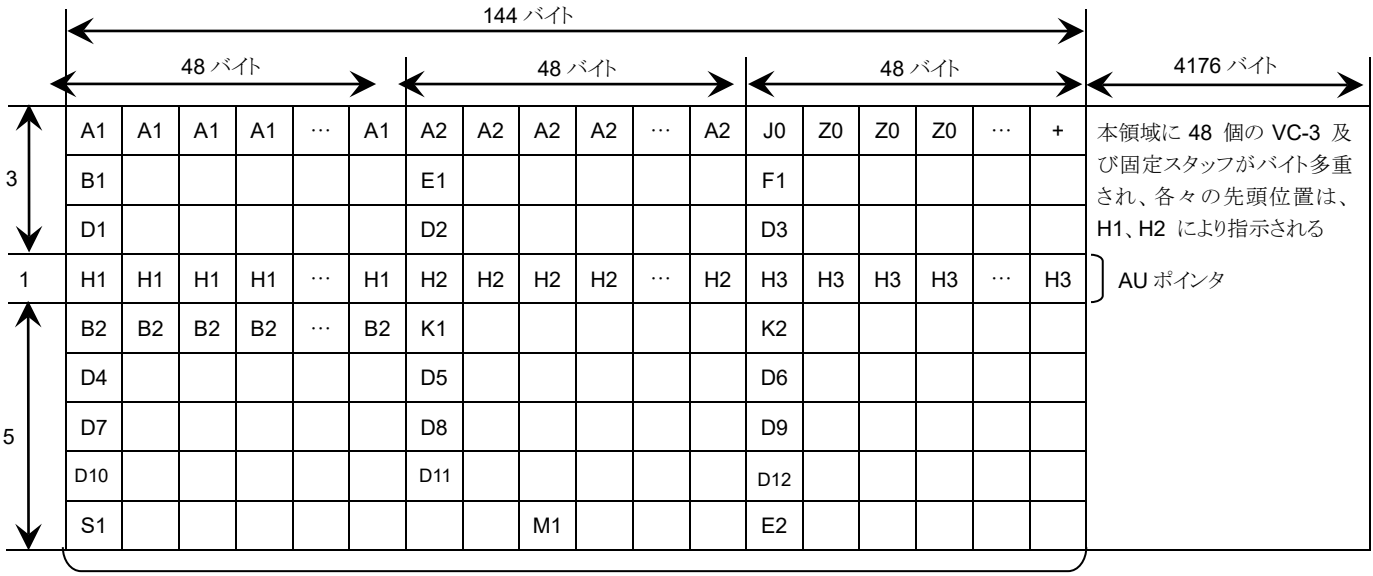 144 バイト
48 バイト 48 バイト 48 バイト 4176 バイト
3
A1 A1 A1 A1 … A1 A2 A2 A2 A2 … A2 J0 Z0 Z0 Z0 … +
B1 E1 F1
D1 D2 D3
本領域に 48 個の VC-3 及
び固定スタッフがバイト多重
され、各々の先頭位置は、
H1、H2 により指示される
1 H1 H1 H1 H1 … H1 H2 H2 H2 H2 … H2 H3 H3 H3 H3 … H3 AU ポインタ
5
B2 B2 B2 B2 … B2 K1 K2
D4 D5 D6
D7 D8 D9
D10 D11 D12
S1 M1 E2